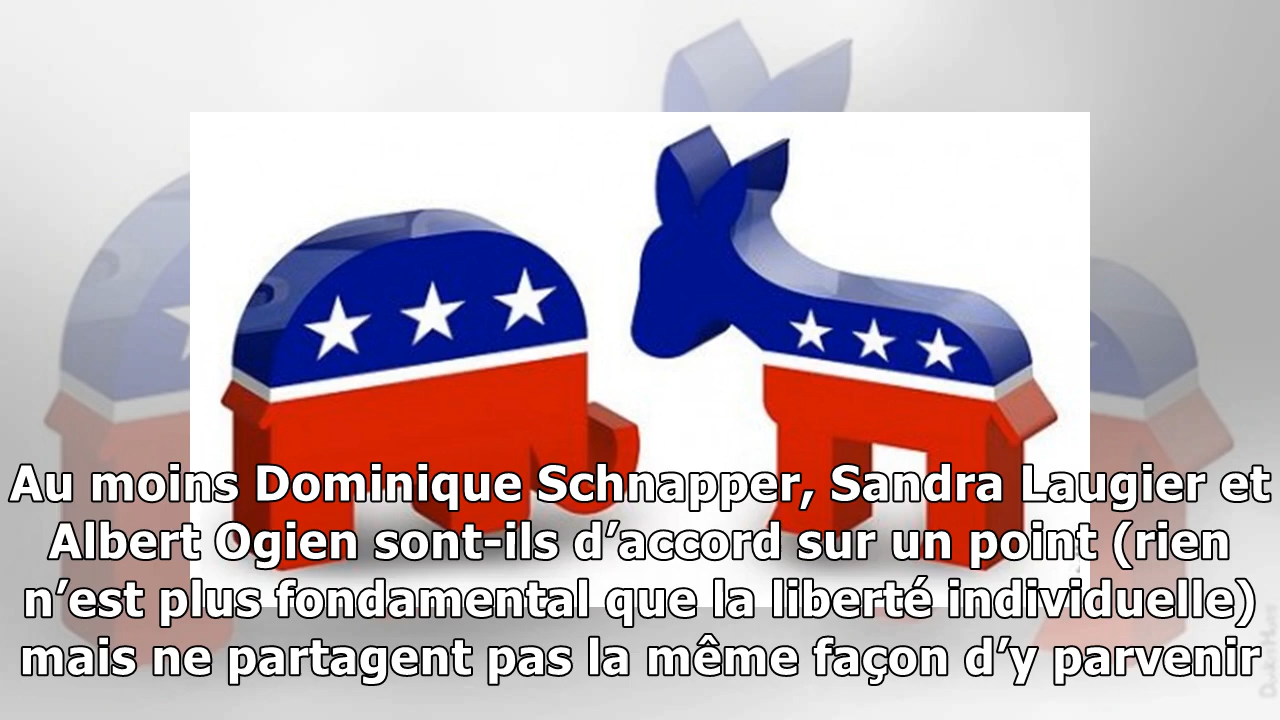 Au moins Dominique Schnapper, Sandra Laugier et
Albert Ogien sont-ils d’accord sur un point (rien
n’est plus fondamental que la liberté individuelle)
mais ne partagent pas la même façon d’y parvenir